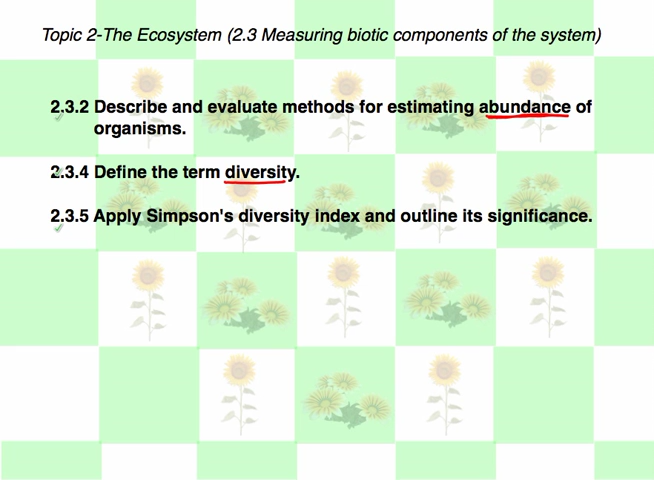 Topic 2-The Ecosystem (2.3 Measuring biotic components of the system)
2.3.2 Describe and evaluate methods for estimating abundance of
organisms.
2.3.4 Define the term diversity.
2.3.5 Apply Simpson's diversity index and outline its significance.